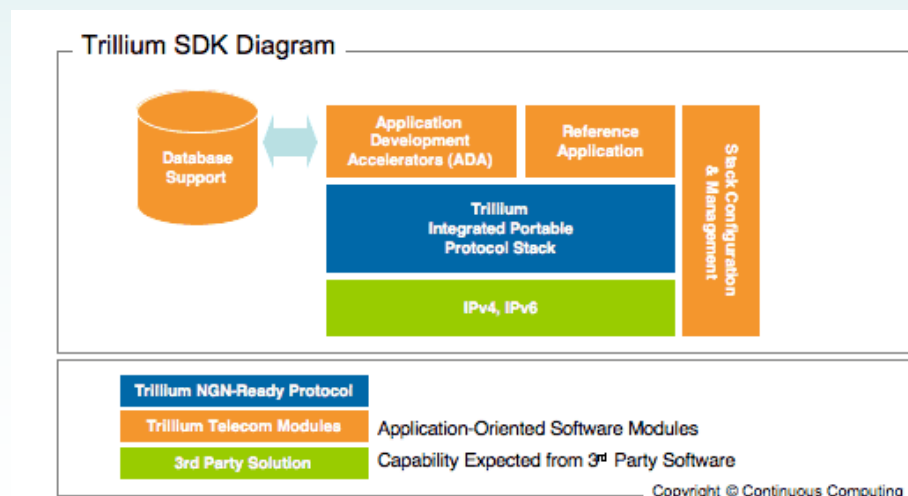 Trillium SDK Diagram
Database
Support
Application
Development
Accelerators (ADA)
Reference
Application
Stack Configuration
& Management
Trillium
Integrated Portable
Protocol Stack
IPv4, IPv6
Trillium NGN-Ready Protocol
Trillium Telecom Modules
Application-Oriented Software Modules
3rd Party Solution
Capability Expected from 3rd Party Software
Copyright © Continuous Computing